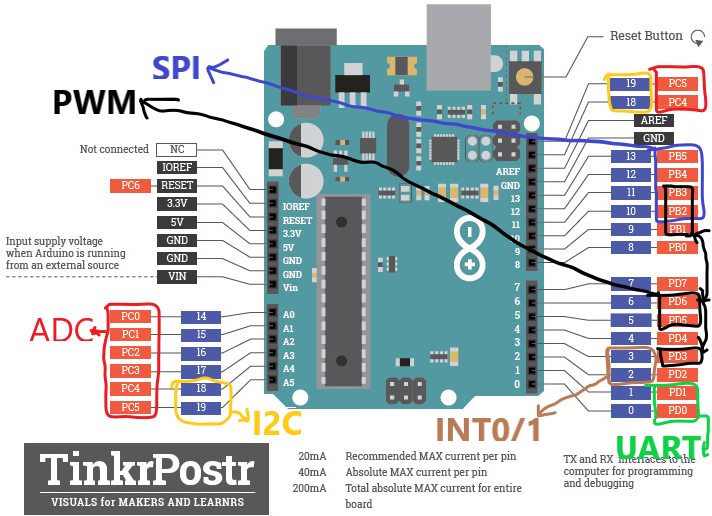 Reset Button
SPI
PWM
19 PC5
18 PC4
AREF
GND
Not connected NC
IOREF
PC6 RESET
3.3V
5V
GND
GND
VIN
Input supply voltage
when Arduino is running
from an external source
IOREF
RESET
3.3V
5V
GND
GND
Vin
AREF
GND
13
12
11
10
9
8
13 PB5
12 PB4
11 PB3
10 PB2
9 PB1
8 PB0
7
6
5
4
3
2
1
0
7 PD7
6 PD6
5 PD5
4 PD4
3 PD3
2 PD2
1 PD1
0 PD0
ADC
PC0 14 A0
PC1 15 A1
PC2 16 A2
PC3 17 A3
PC4 18 A4
PC5 19 A5
I2C
INT0/1
UART
TinkrPostr
VISUALS for MAKERS AND LEARNRS
20mA Recommended MAX current per pin
40mA Absolute MAX current per pin
200mA Total absolute MAX current for entire
board
TX and RX interfaces to the
computer for programming
and debugging